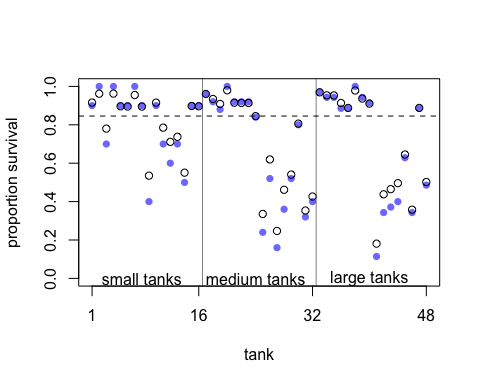 proportion survival
1.0
0.8
0.6
0.4
0.2
0.0
small tanks
medium tanks
large tanks
1
16
32
48
tank